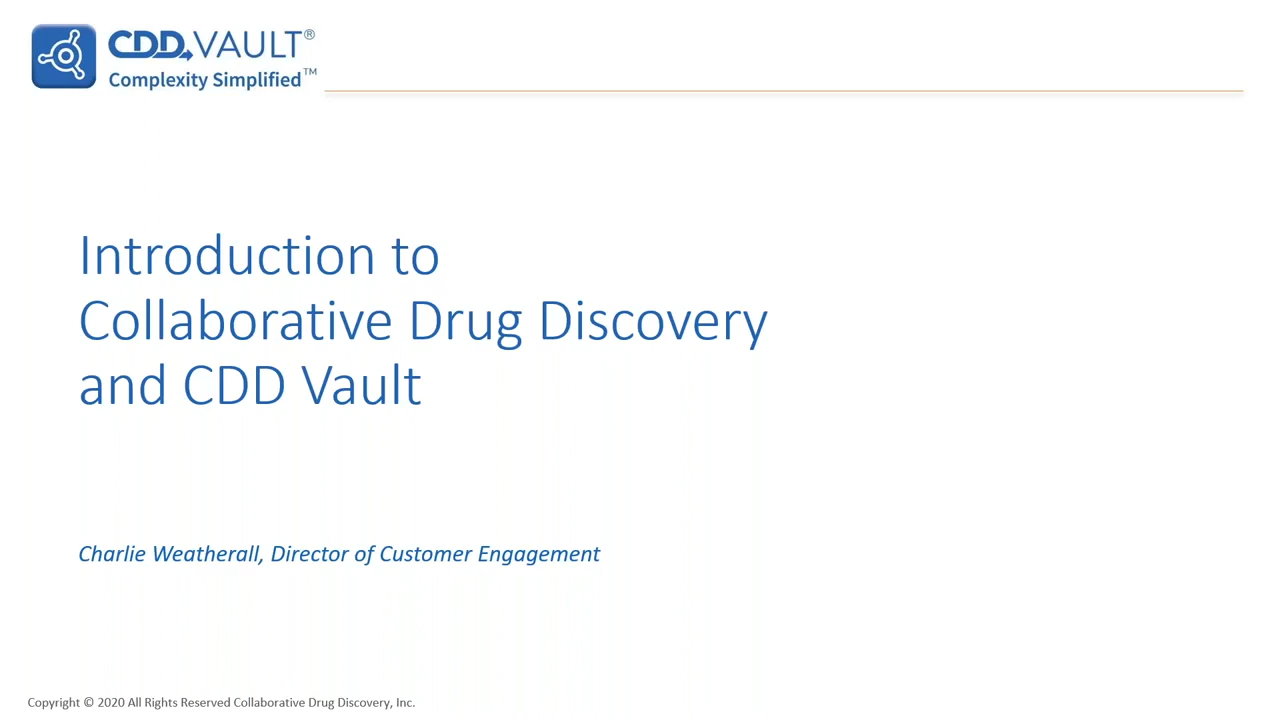 CDD VAULT®
Complexity Simplified™
Introduction to
Collaborative Drug Discovery
and CDD Vault
Charlie Weatherall, Director of Customer Engagement
Copyright © 2020 All Rights Reserved Collaborative Drug Discovery, Inc.